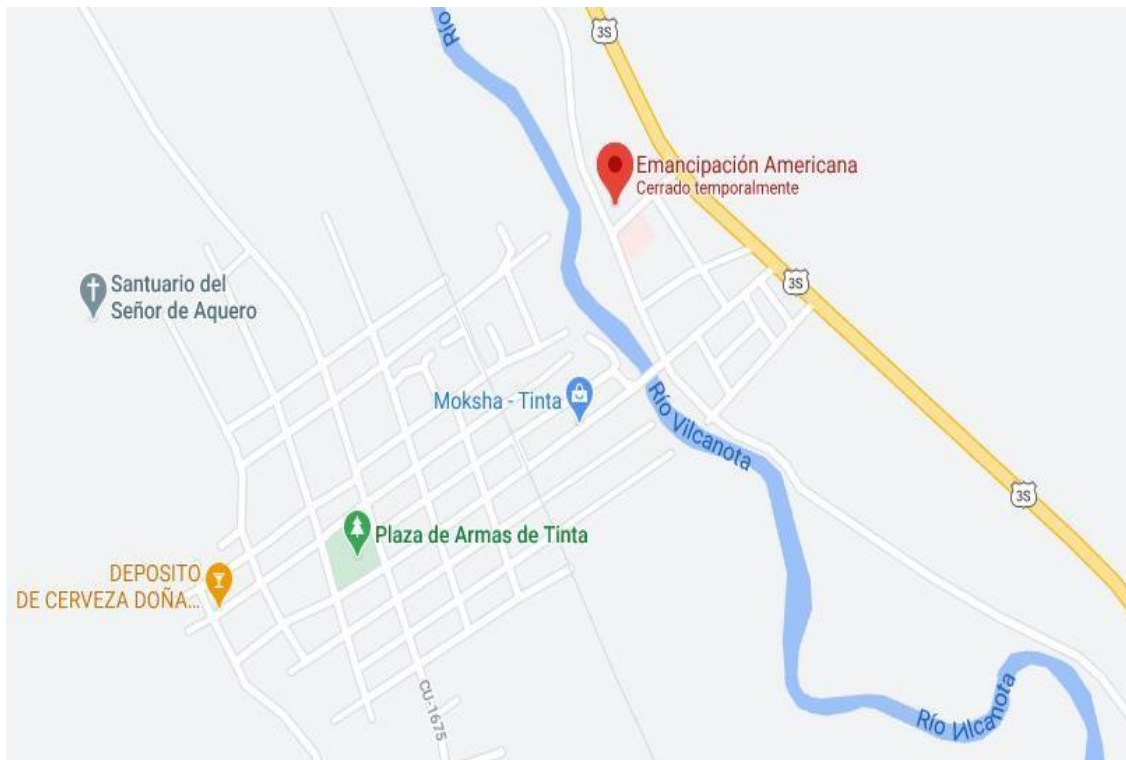 Río
3S
Emancipación Americana
Cerrado temporalmente
Santuario del
Señor de Aquero
3S
Moksha - Tinta
Río Vilcanota
3S
Plaza de Armas de Tinta
DEPOSITO
DE CERVEZA DOÑA...
CU-1675
Río Vilcanota